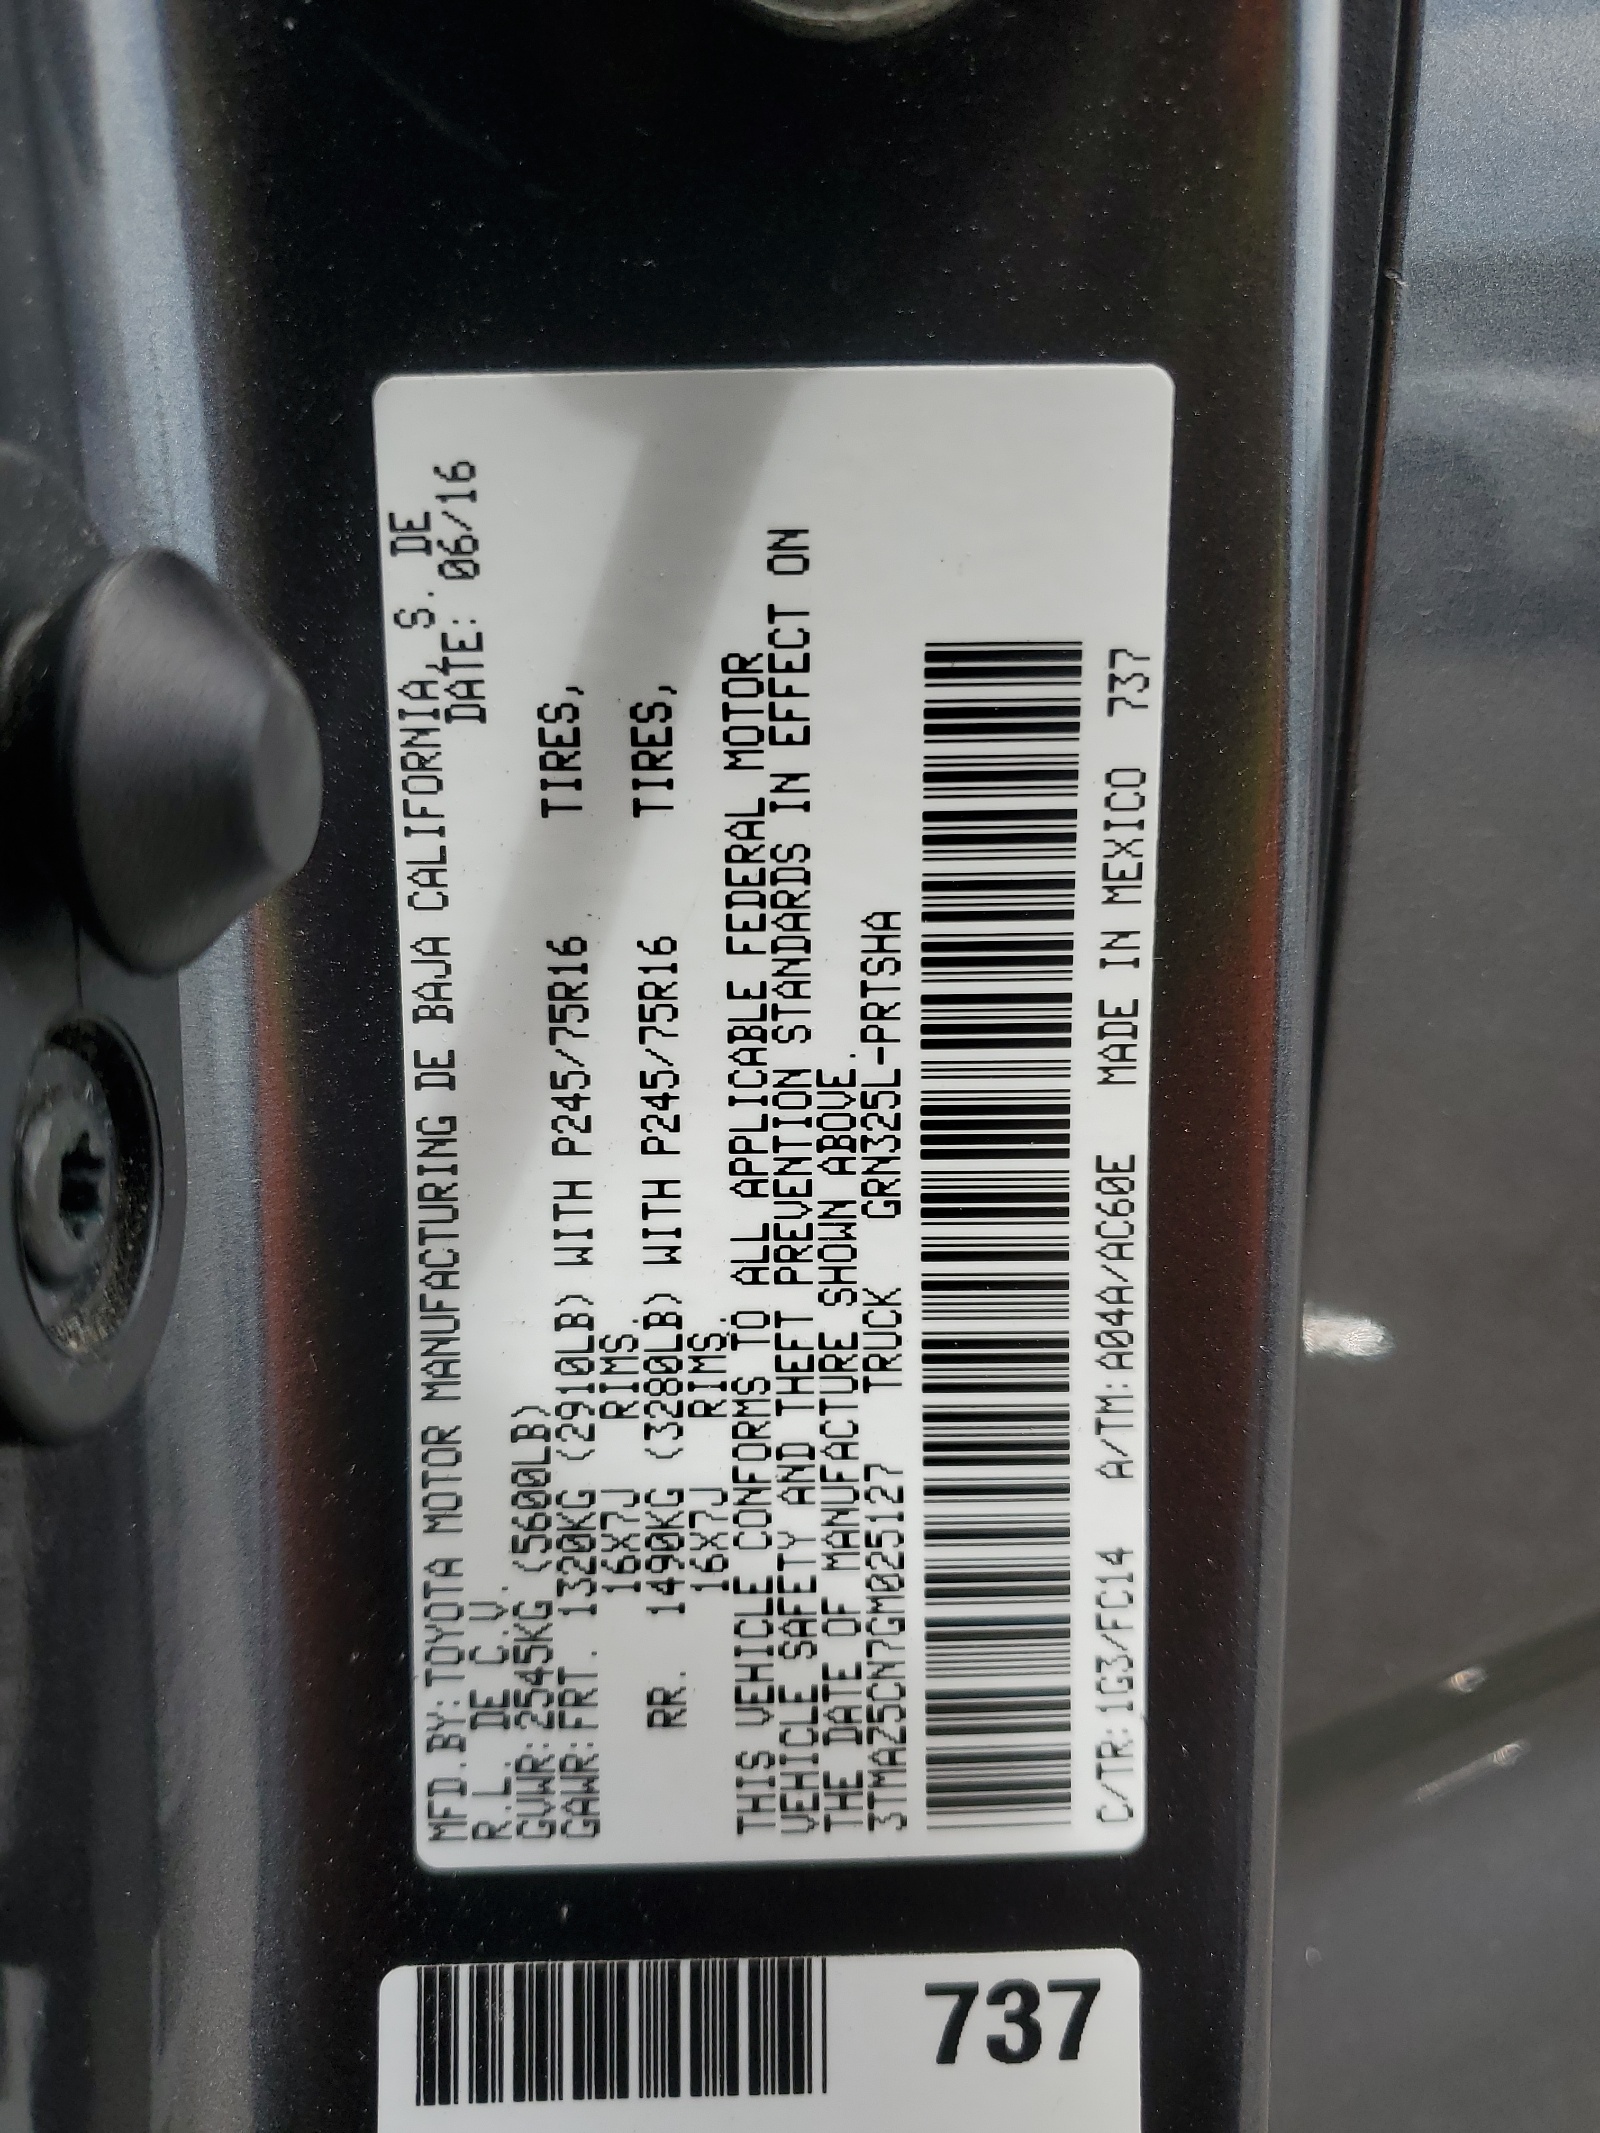 MFD.BY:TOYOTA MOTOR MANUFACTURING DE BAJA CALIFORNIA, S. DE
R.L. DE C.V. DATE: 06/16
GVWR:2545KG (5600LB)
GAWR:FRT. 1320KG (2910LB) WITH P245/75R16 TIRES,
16X7J RIMS.
RR. 1490KG (3280LB) WITH P245/75R16 TIRES,
16X7J RIMS.
THIS VEHICLE CONFORMS TO ALL APPLICABLE FEDERAL MOTOR
VEHICLE SAFETY AND THEFT PREVENTION STANDARDS IN EFFECT ON
THE DATE OF MANUFACTURE SHOWN ABOVE.
3TMAZ5CN7GM025127 TRUCK GRN325L-PRTSHA
C/TR:1G3/FC14 A/TM:A04A/AC60E MADE IN MEXICO 737
737